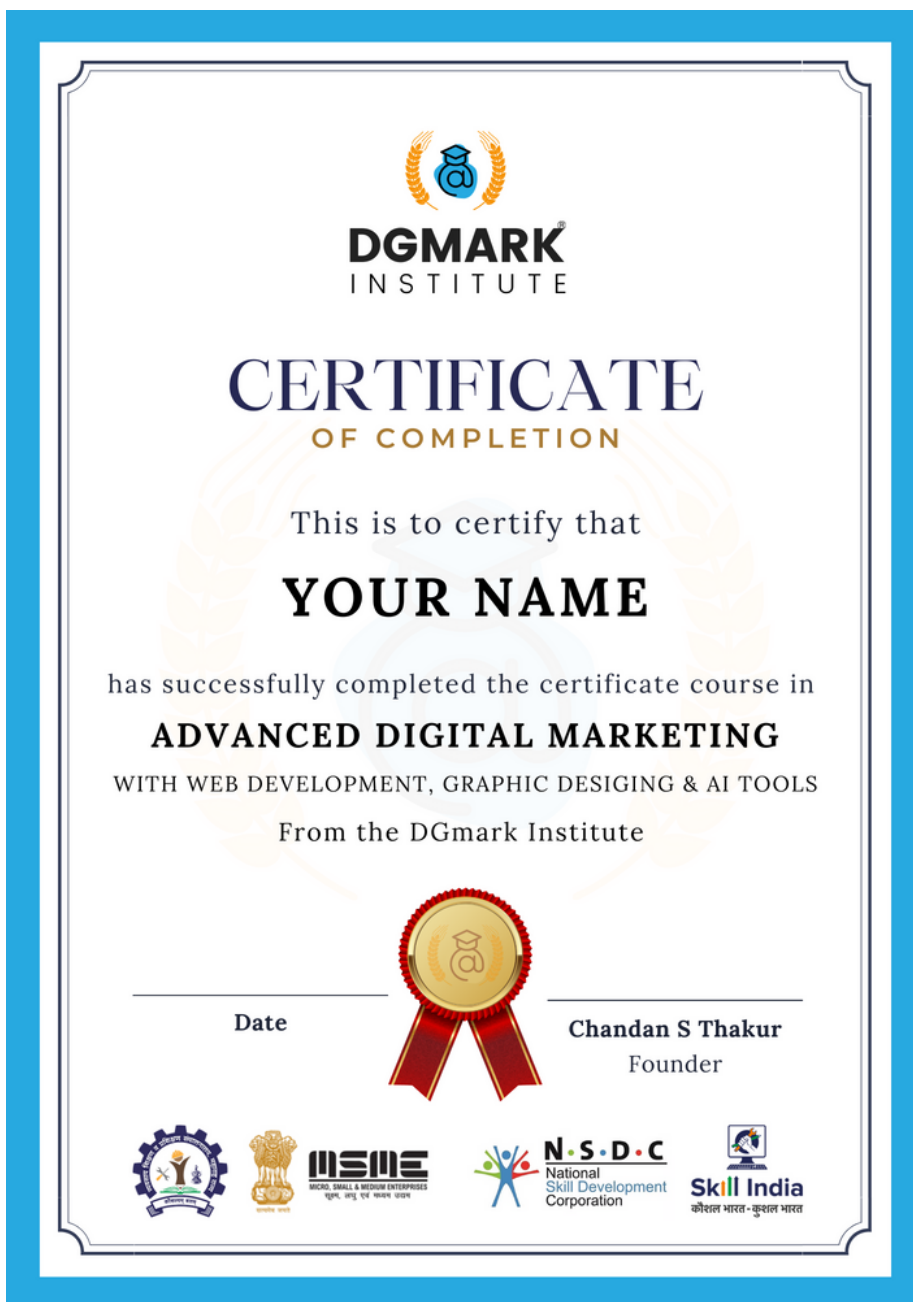 DGMARK®
INSTITUTE
CERTIFICATE
OF COMPLETION
This is to certify that
YOUR NAME
has successfully completed the certificate course in
ADVANCED DIGITAL MARKETING
WITH WEB DEVELOPMENT, GRAPHIC DESIGING & AI TOOLS
From the DGmark Institute
Date
Chandan S Thakur
Founder
सत्यमेव जयते
MSME
MICRO, SMALL & MEDIUM ENTERPRISES
सूक्ष्म, लघु एवं मध्यम उद्यम
N·S·D·C
National
Skill Development
Corporation
Skill India
कौशल भारत - कुशल भारत